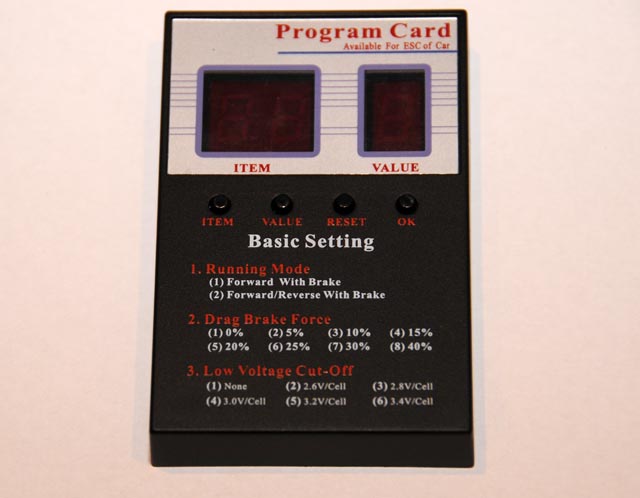 Program Card
Available For ESC of Car
ITEM VALUE
ITEM VALUE RESET OK
Basic Setting
1. Running Mode
(1) Forward With Brake
(2) Forward/Reverse With Brake
2. Drag Brake Force
(1) 0% (2) 5% (3) 10% (4) 15%
(5) 20% (6) 25% (7) 30% (8) 40%
3. Low Voltage Cut-Off
(1) None (2) 2.6V/Cell (3) 2.8V/Cell
(4) 3.0V/Cell (5) 3.2V/Cell (6) 3.4V/Cell